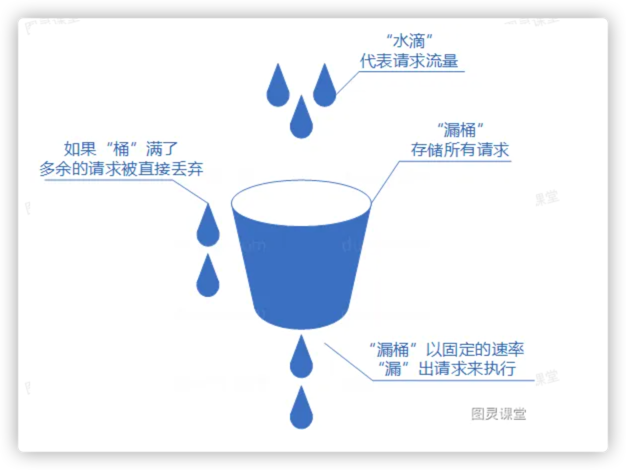 “水滴”
代表请求流量
“漏桶”
存储所有请求
如果“桶”满了
多余的请求被直接丢弃
“漏桶”以固定的速率
“漏”出请求来执行
图灵课堂